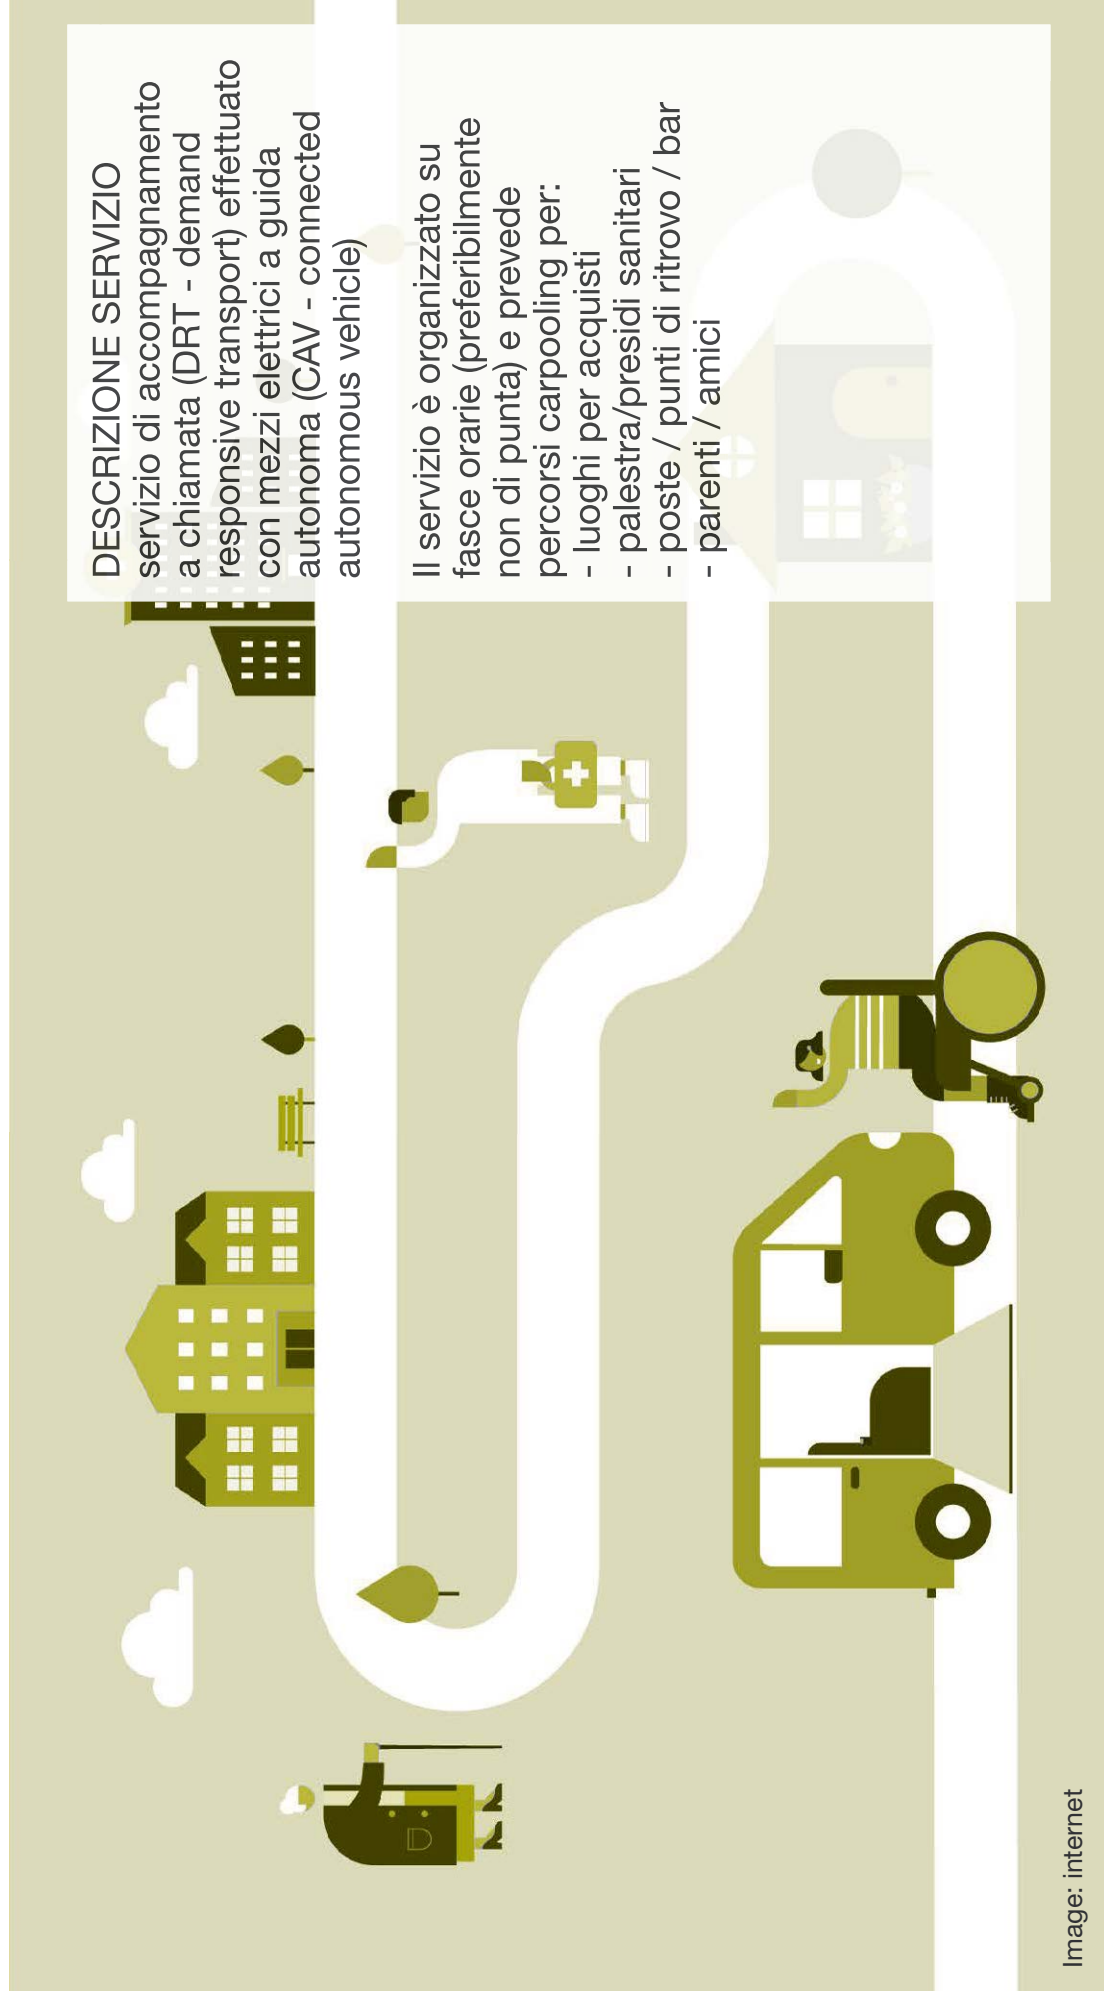 DESCRIZIONE SERVIZIO
servizio di accompagnamento
a chiamata (DRT - demand
responsive transport) effettuato
con mezzi elettrici a guida
autonoma (CAV - connected
autonomous vehicle)
Il servizio è organizzato su
fasce orarie (preferibilmente
non di punta) e prevede
percorsi carpooling per:
- luoghi per acquisti
- palestra/presidi sanitari
- poste / punti di ritrovo / bar
- parenti / amici
Image: internet